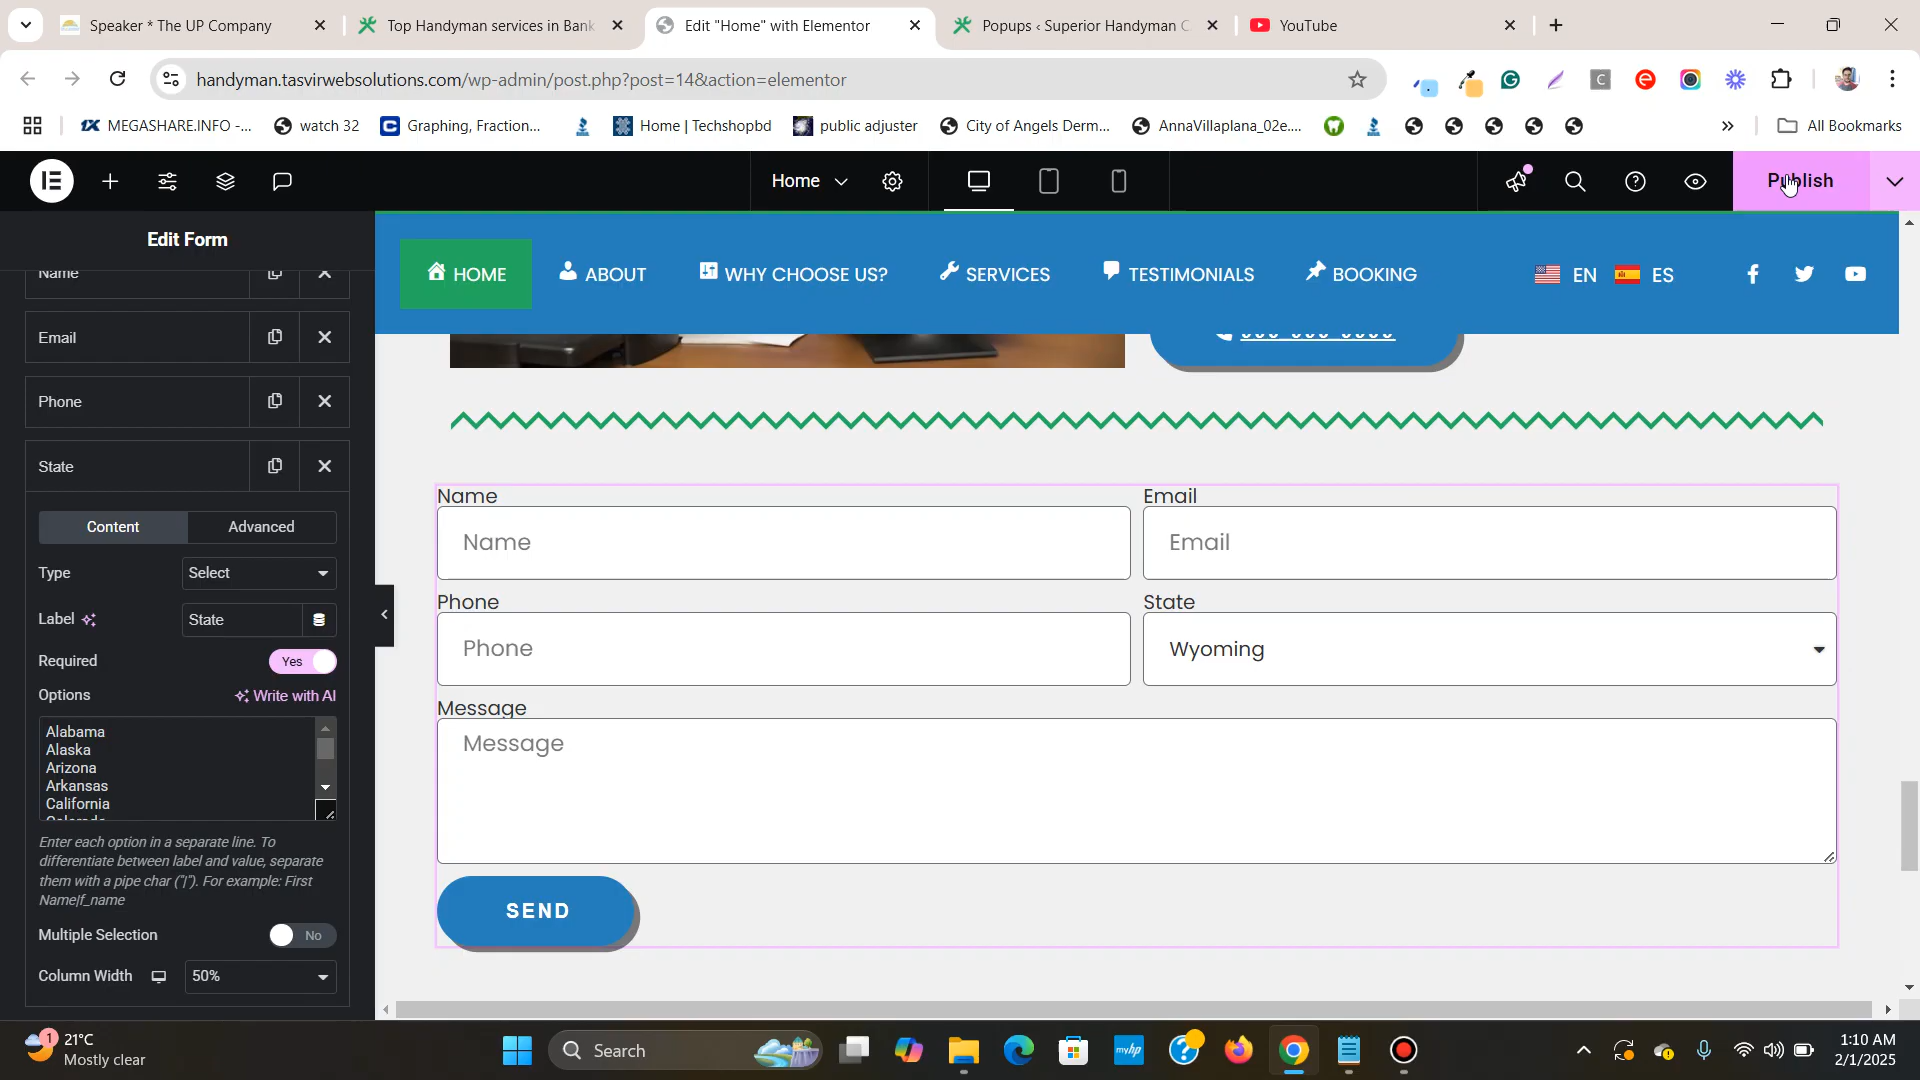 Speaker * The UP Company
Top Handyman services in Bank
Edit "Home" with Elementor
Popups ‹ Superior Handyman C
YouTube
handyman.tasvirwebsolutions.com/wp-admin/post.php?post=14&action=elementor
MEGASHARE.INFO -...
watch 32
Graphing, Fraction...
Home | Techshopbd
public adjuster
City of Angels Derm...
AnnaVillaplana_02e....
All Bookmarks
Home
Publish
Edit Form
Name
Email
Phone
State
Content
Advanced
Type
Select
Label
State
Required
Yes
Options
Write with AI
Alabama
Alaska
Arizona
Arkansas
California
Enter each option in a separate line. To
differentiate between label and value, separate
them with a pipe char ("|"). For example: First
Name|f_name
Multiple Selection
No
Column Width
50%
HOME
ABOUT
WHY CHOOSE US?
SERVICES
TESTIMONIALS
BOOKING
EN
ES
Name
Email
Name
Email
Phone
State
Phone
Wyoming
Message
Message
SEND
1
21°C
Mostly clear
Search
myhp
1:10 AM
2/1/2025